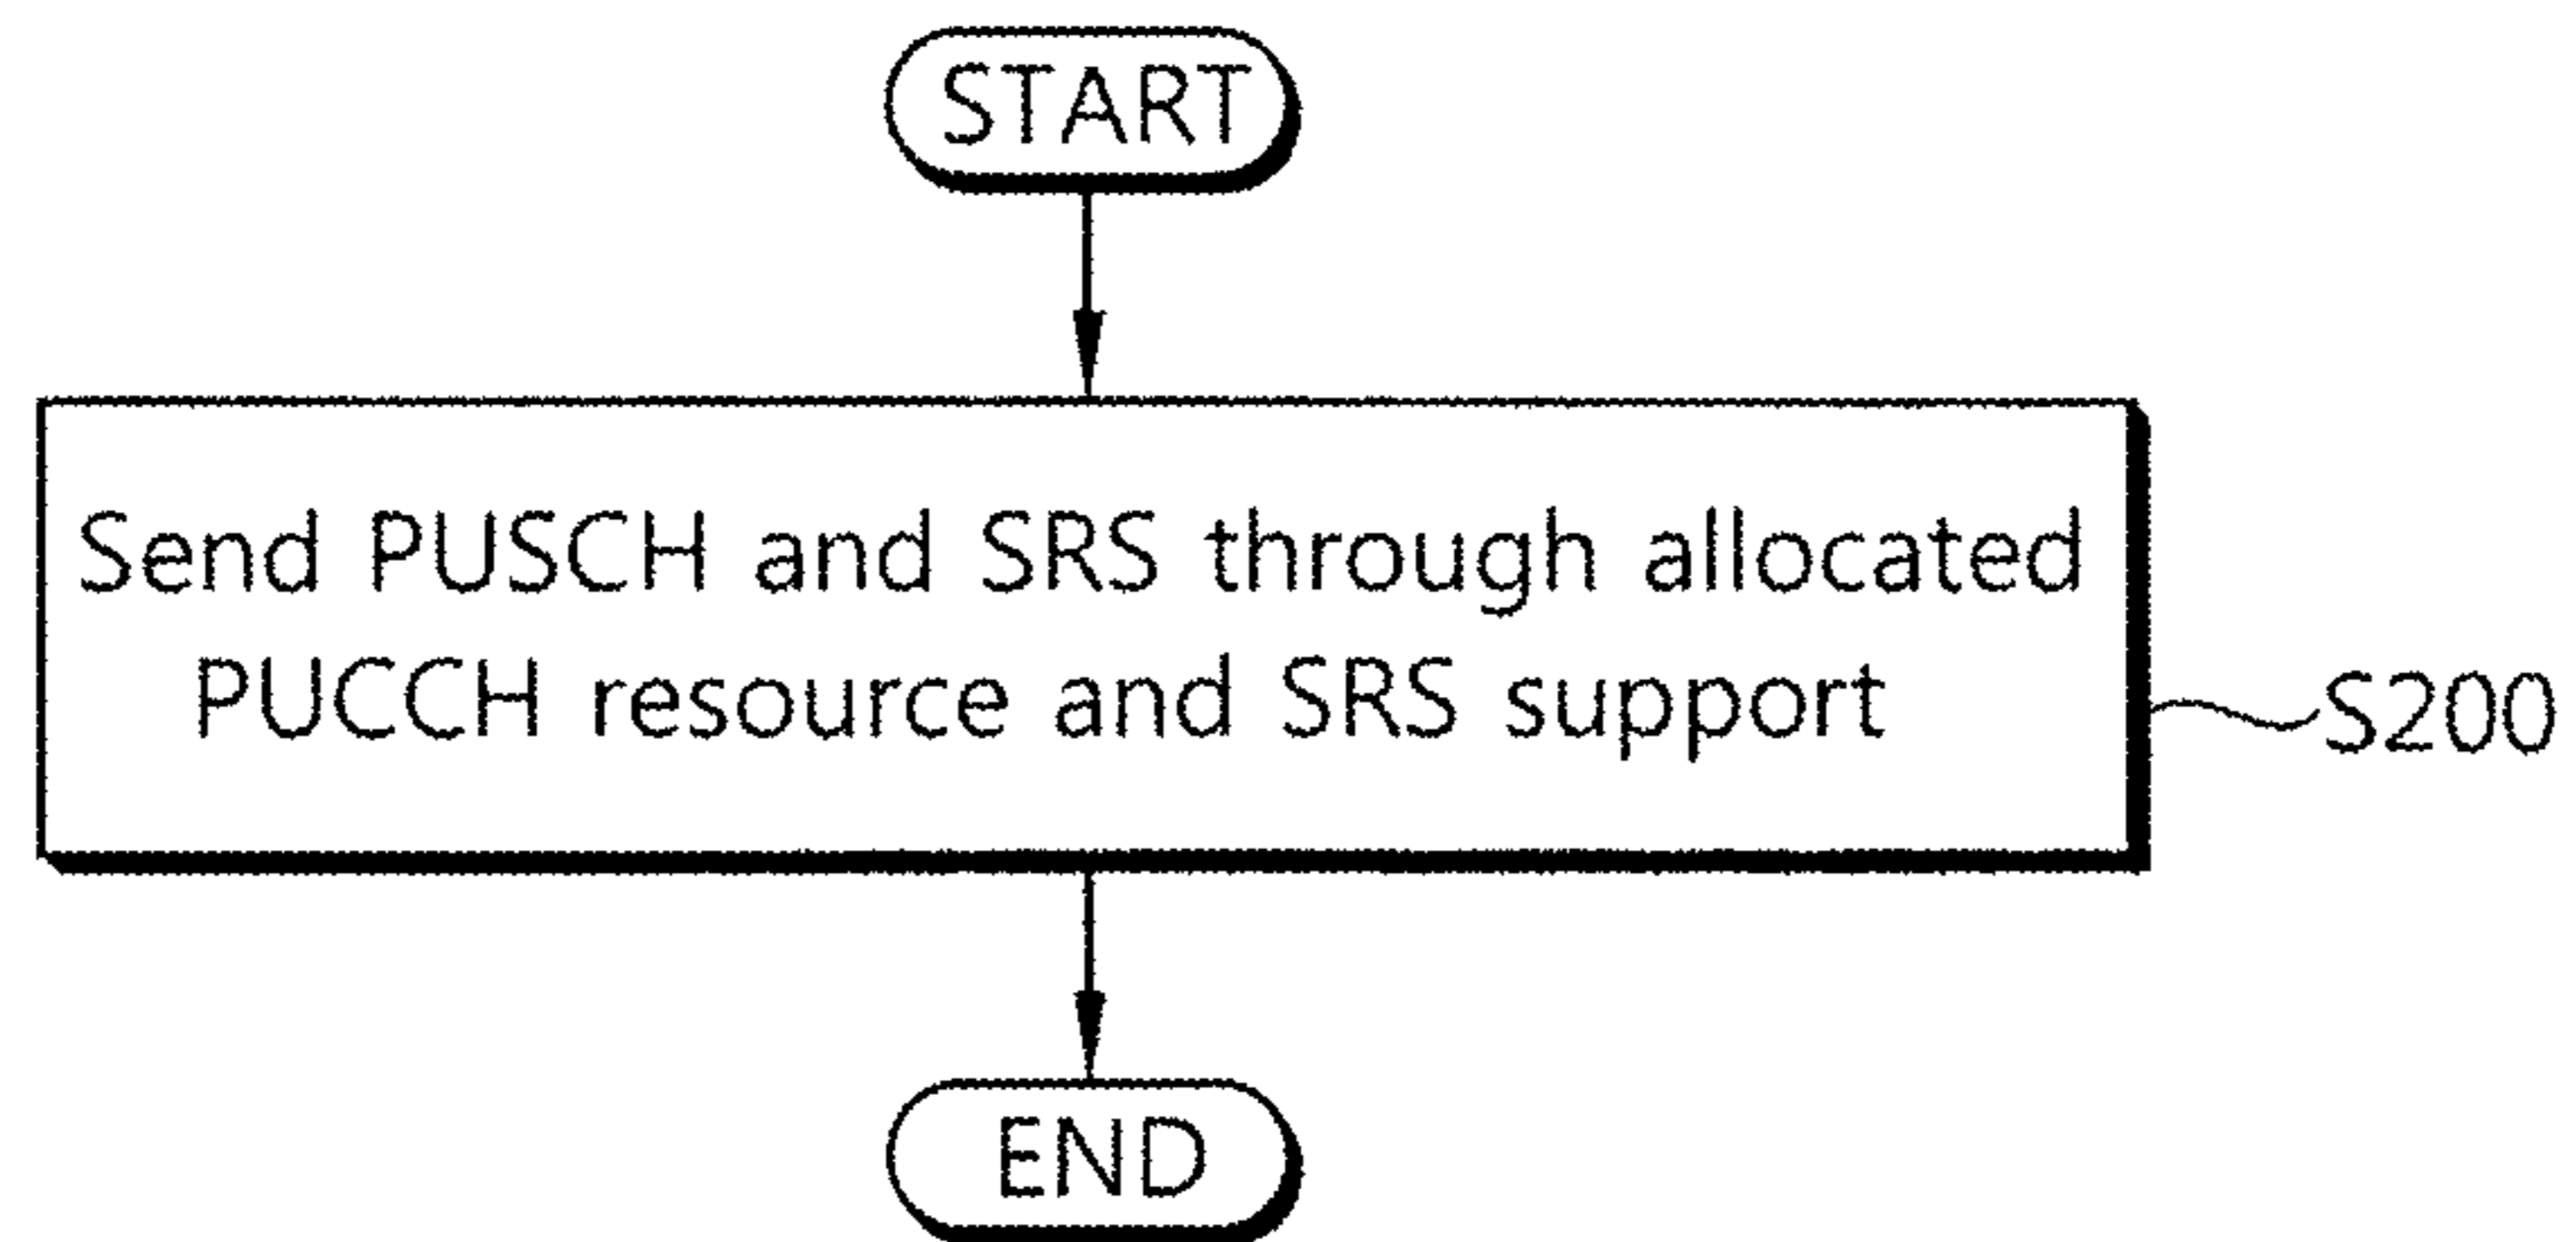 START
Send PUSCH and SRS through allocated
PUCCH resource and SRS support
S200
END